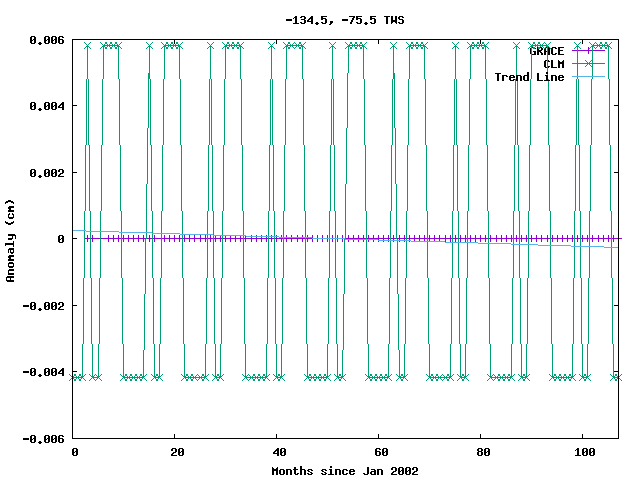 -134.5, -75.5 TWS
GRACE
CLM
Trend Line
0.006
0.004
0.002
0
-0.002
-0.004
-0.006
Anomaly (cm)
0 20 40 60 80 100
Months since Jan 2002